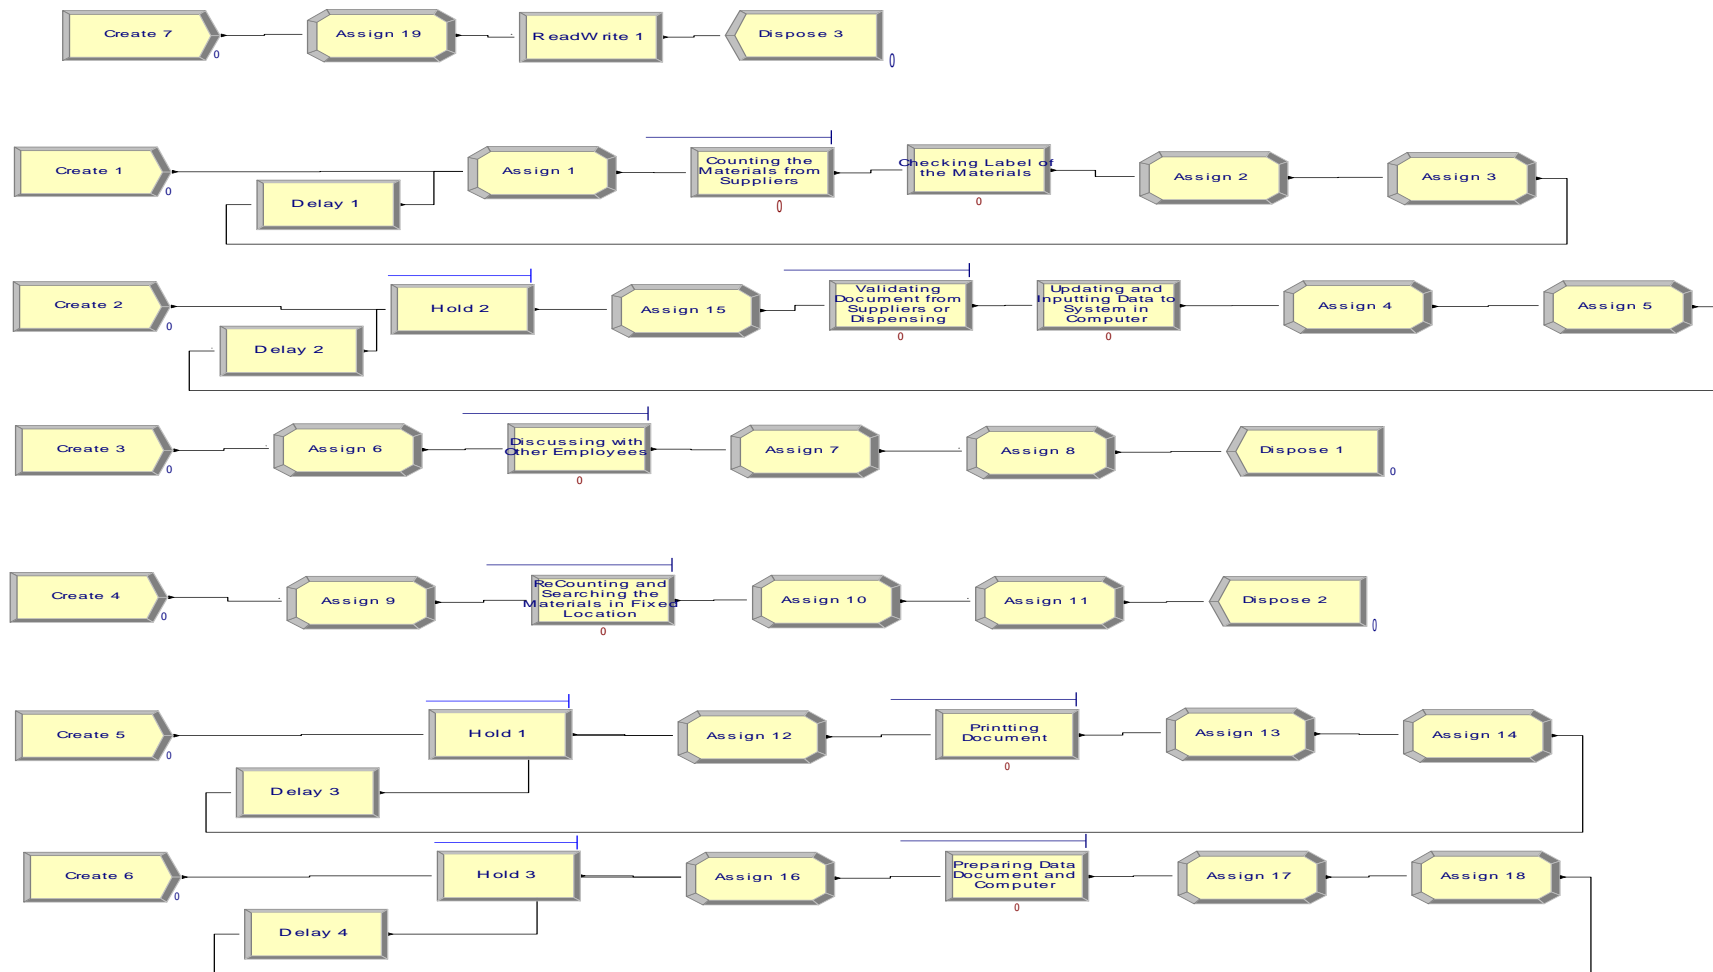 Create 7
0
Assign 19
ReadWrite 1
Dispose 3
0
Create 1
0
Delay 1
Assign 1
Counting the
Materials from
Suppliers
0
Checking Label of
the Materials
0
Assign 2
Assign 3
Create 2
0
Delay 2
Hold 2
Assign 15
Validating
Document from
Suppliers or
Dispensing
0
Updating and
Inputting Data to
System in
Computer
0
Assign 4
Assign 5
Create 3
0
Assign 6
Discussing with
Other Employees
0
Assign 7
Assign 8
Dispose 1
0
Create 4
0
Assign 9
ReCounting and
Searching the
Materials in Fixed
Location
0
Assign 10
Assign 11
Dispose 2
0
Create 5
0
Delay 3
Hold 1
Assign 12
Printting
Document
0
Assign 13
Assign 14
Create 6
0
Delay 4
Hold 3
Assign 16
Preparing Data
Document and
Computer
0
Assign 17
Assign 18